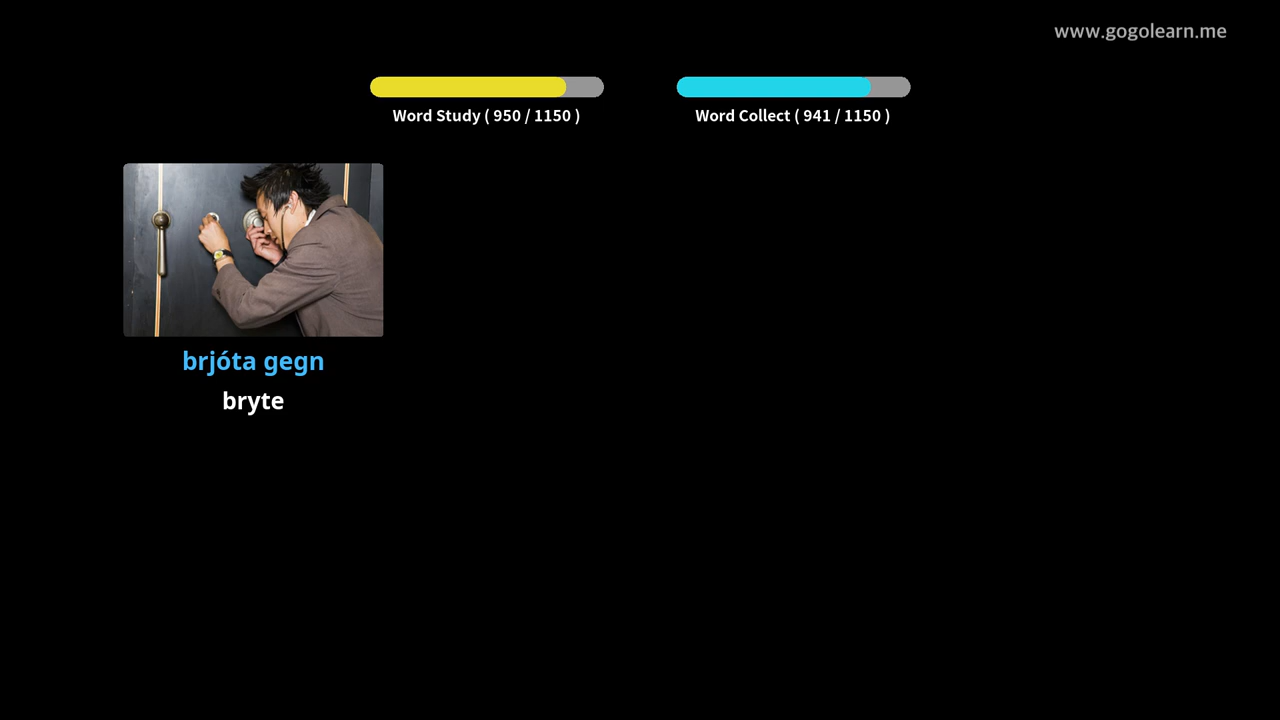 www.gogolearn.me
Word Study ( 950 / 1150 )
Word Collect ( 941 / 1150 )
brjóta gegn
bryte